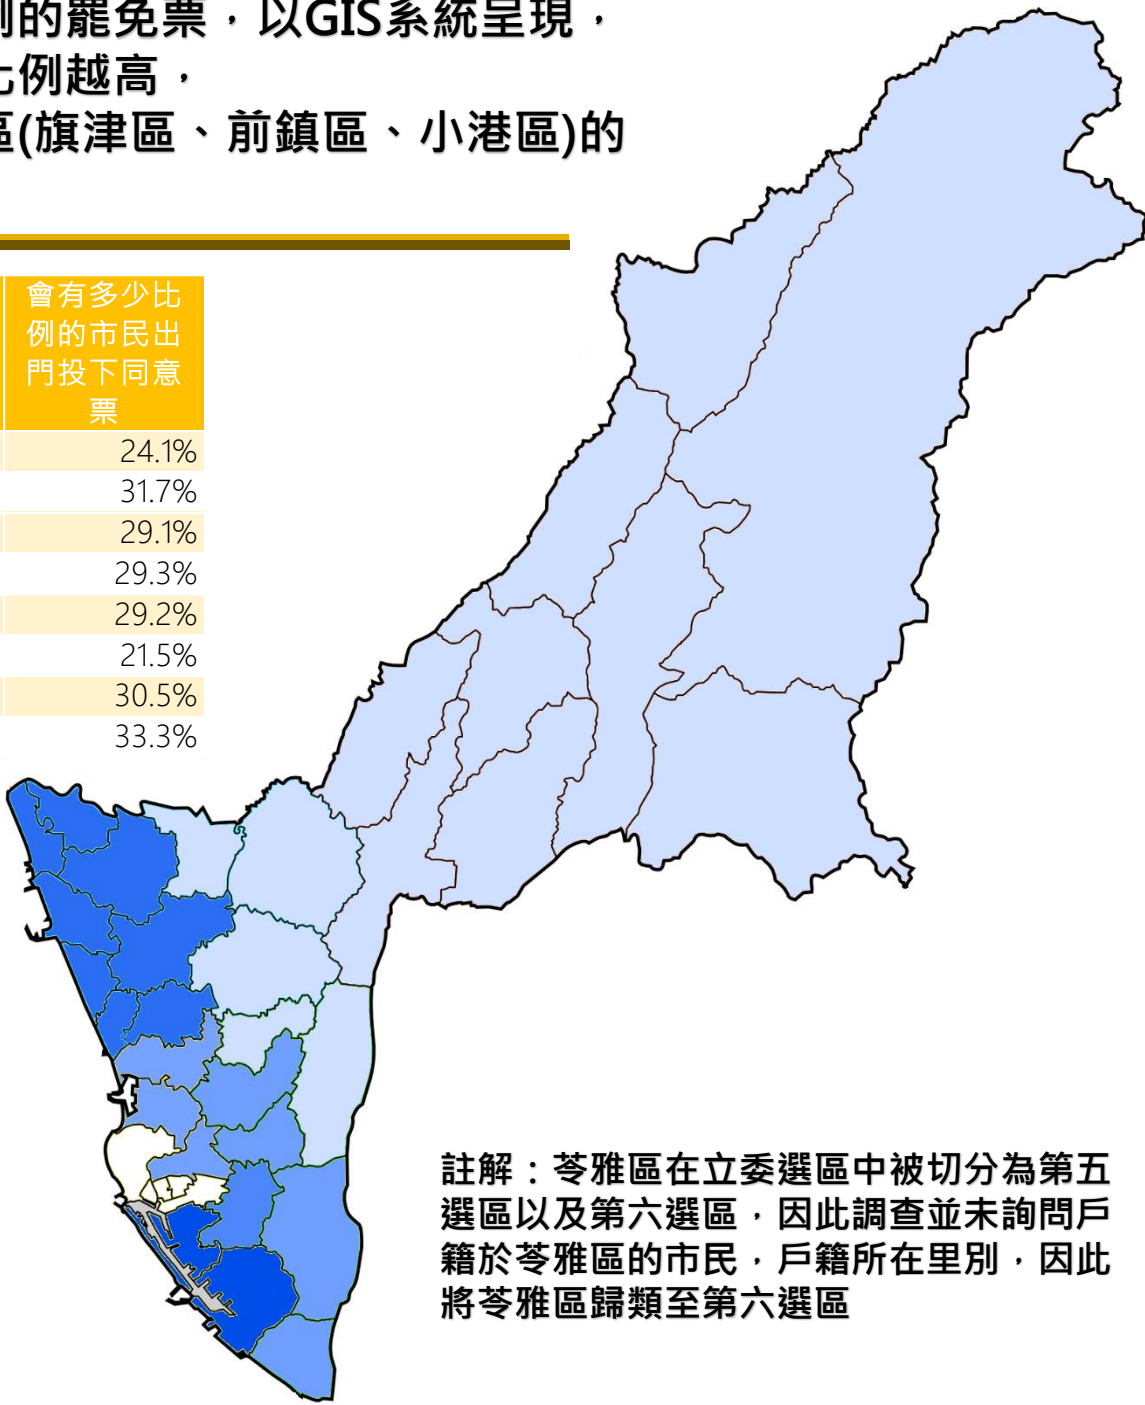 例的罷免票，以GIS系統呈現，
比例越高，
區(旗津區、前鎮區、小港區)的
會有多少比
例的市民出
門投下同意
票
24.1%
31.7%
29.1%
29.3%
29.2%
21.5%
30.5%
33.3%
註解：苓雅區在立委選區中被切分為第五
選區以及第六選區，因此調查並未詢問戶
籍於苓雅區的市民，戶籍所在里別，因此
將苓雅區歸類至第六選區